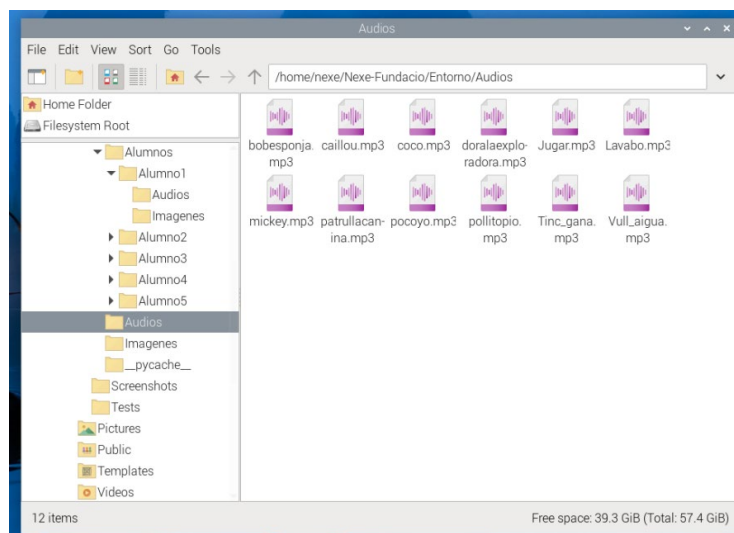 Audios
File Edit View Sort Go Tools
/home/nexe/Nexe-Fundacio/Entorno/Audios
Home Folder
Filesystem Root
Alumnos
Alumno1
Audios
Imagenes
Alumno2
Alumno3
Alumno4
Alumno5
Audios
Imagenes
__pycache__
Screenshots
Tests
Pictures
Public
Templates
Videos
bobesponja. caillou.mp3 coco.mp3 doralaexplo- Jugar.mp3 Lavabo.mp3
mp3 radora.mp3
mickey.mp3 patrullacan- pocoyo.mp3 pollitopio. Tinc_gana. Vull_aigua.
ina.mp3 mp3 mp3 mp3
12 items Free space: 39.3 GiB (Total: 57.4 GiB)